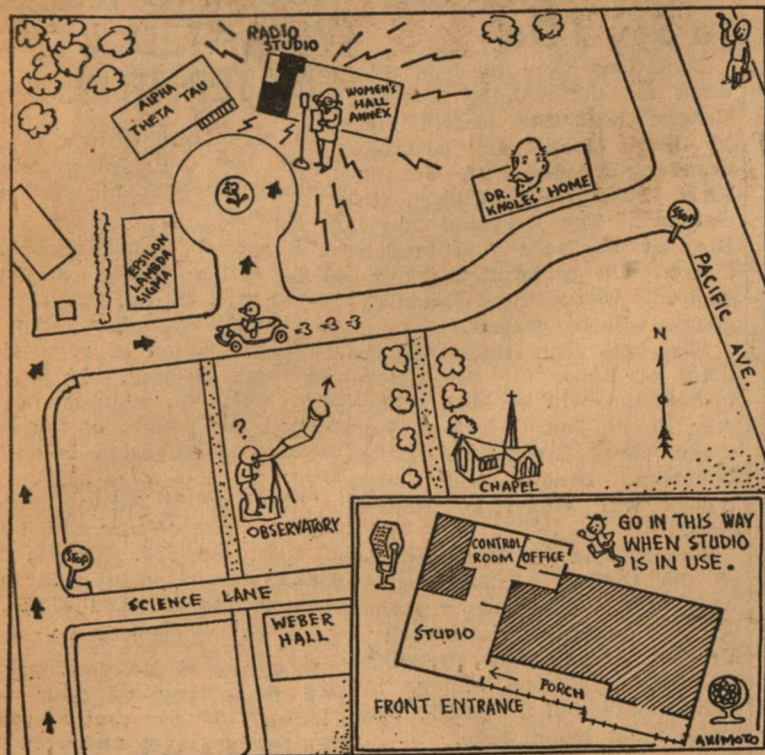 RADIO
STUDIO
ALPHA
THETA TAU
WOMEN'S
HALL
ANNEX
DR.
KNOLES' HOME
STOP
EPSILON
LAMBDA
SIGMA
PACIFIC AVE.
N
?
OBSERVATORY
CHAPEL
STOP
SCIENCE LANE
WEBER
HALL
GO IN THIS WAY
WHEN STUDIO
IS IN USE.
CONTROL
ROOM
OFFICE
STUDIO
PORCH
FRONT ENTRANCE
AKIMOTO